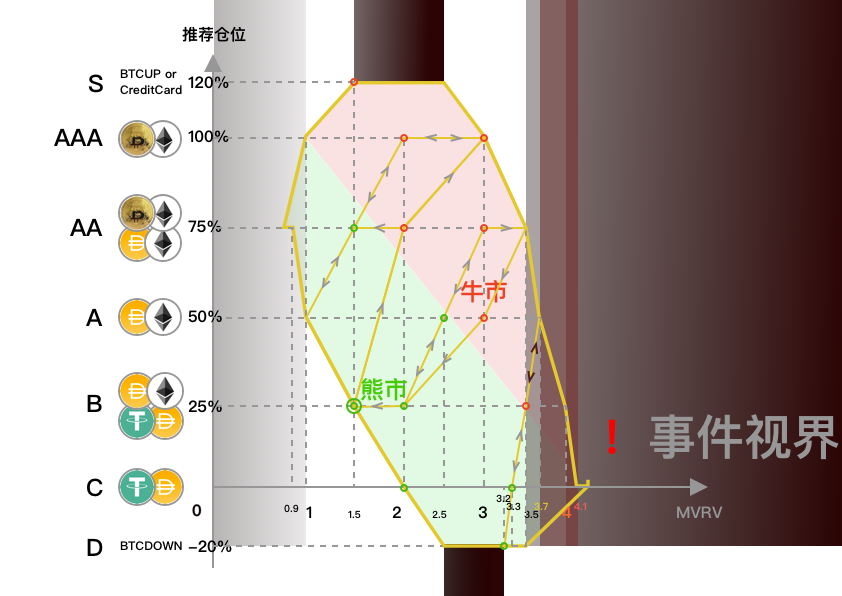 推荐仓位
S BTCUP or CreditCard 120%
AAA 100%
AA 75%
A 50%
牛市
熊市
B 25%
! 事件视界
C
0 0.9 1 1.5 2 2.5 3 3.2 3.3 3.5 3.7 4 4.1 MVRV
D BTCDOWN −20%